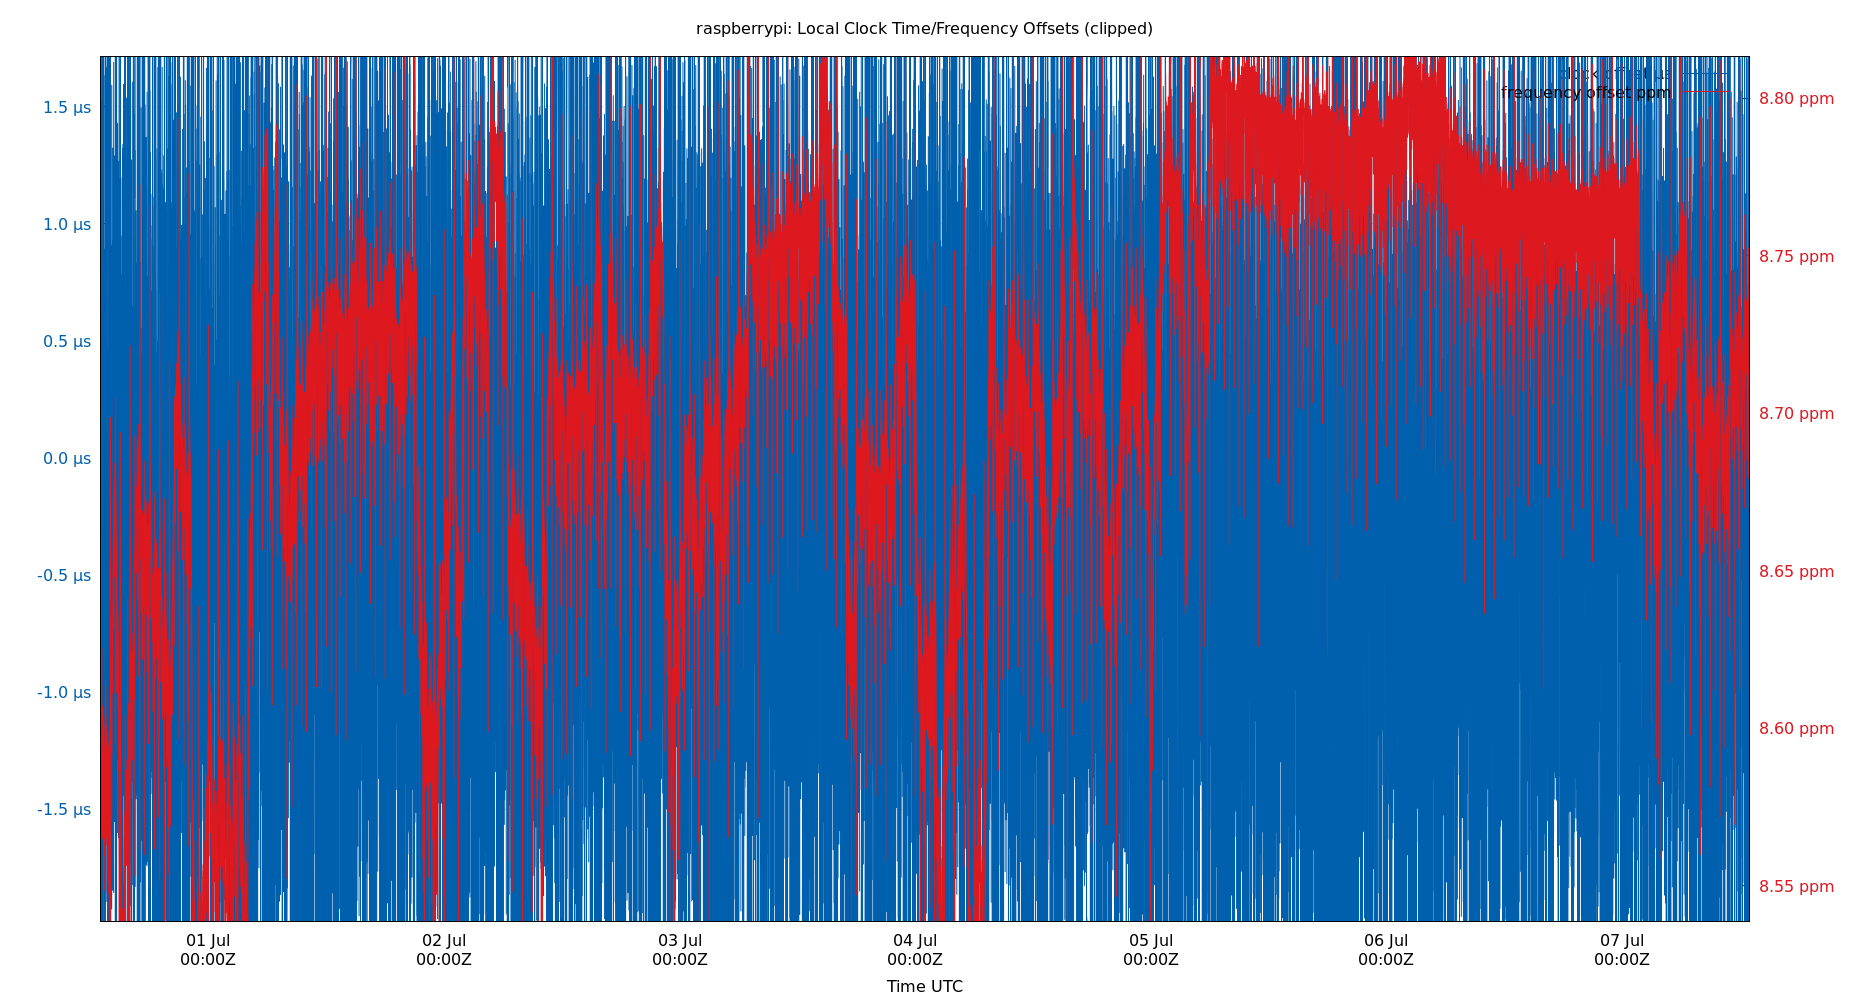 raspberrypi: Local Clock Time/Frequency Offsets (clipped)
clock offset µs
frequency offset ppm
1.5 µs
1.0 µs
0.5 µs
0.0 µs
-0.5 µs
-1.0 µs
-1.5 µs
8.80 ppm
8.75 ppm
8.70 ppm
8.65 ppm
8.60 ppm
8.55 ppm
01 Jul
00:00Z
02 Jul
00:00Z
03 Jul
00:00Z
04 Jul
00:00Z
05 Jul
00:00Z
06 Jul
00:00Z
07 Jul
00:00Z
Time UTC